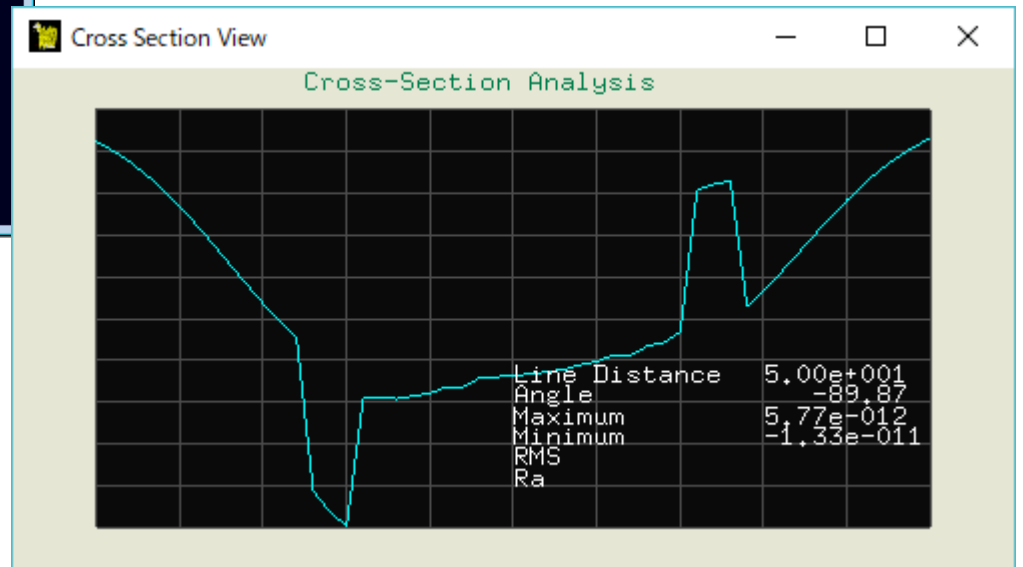 Cross Section View
Cross-Section Analysis
Line Distance 5.00e+001
Angle -89.87
Maximum 5.77e-012
Minimum -1.33e-011
RMS
Ra